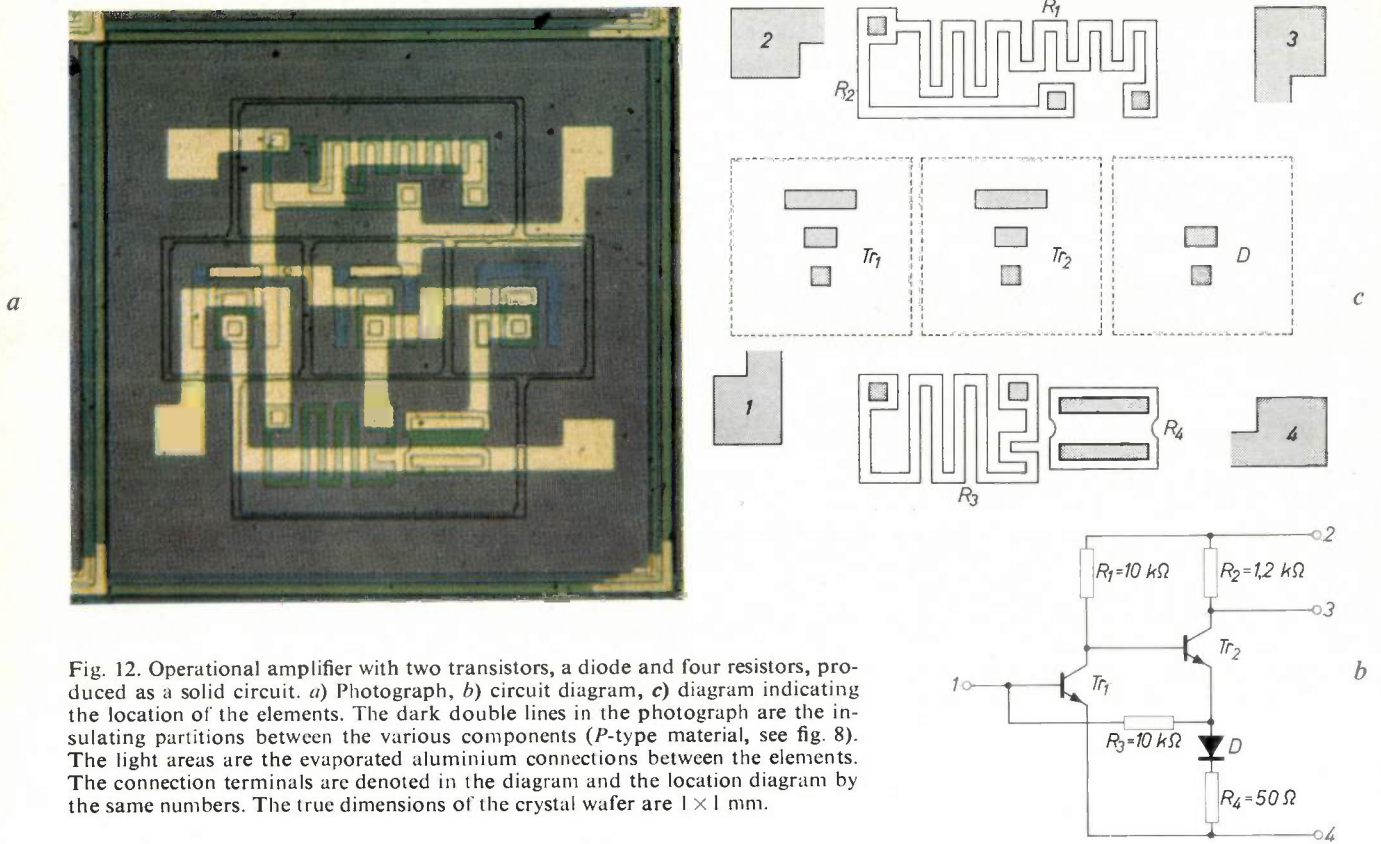 a
2
R1
R2
3
Tr1
Tr2
D
c
1
R3
R4
4
R1=10 kΩ
R2=1,2 kΩ
2
3
1
Tr1
Tr2
R3=10 kΩ
D
R4=50 Ω
4
b
Fig. 12. Operational amplifier with two transistors, a diode and four resistors, pro-
duced as a solid circuit. a) Photograph, b) circuit diagram, c) diagram indicating
the location of the elements. The dark double lines in the photograph are the in-
sulating partitions between the various components (P-type material, see fig. 8).
The light areas are the evaporated aluminium connections between the elements.
The connection terminals are denoted in the diagram and the location diagram by
the same numbers. The true dimensions of the crystal wafer are 1 × 1 mm.